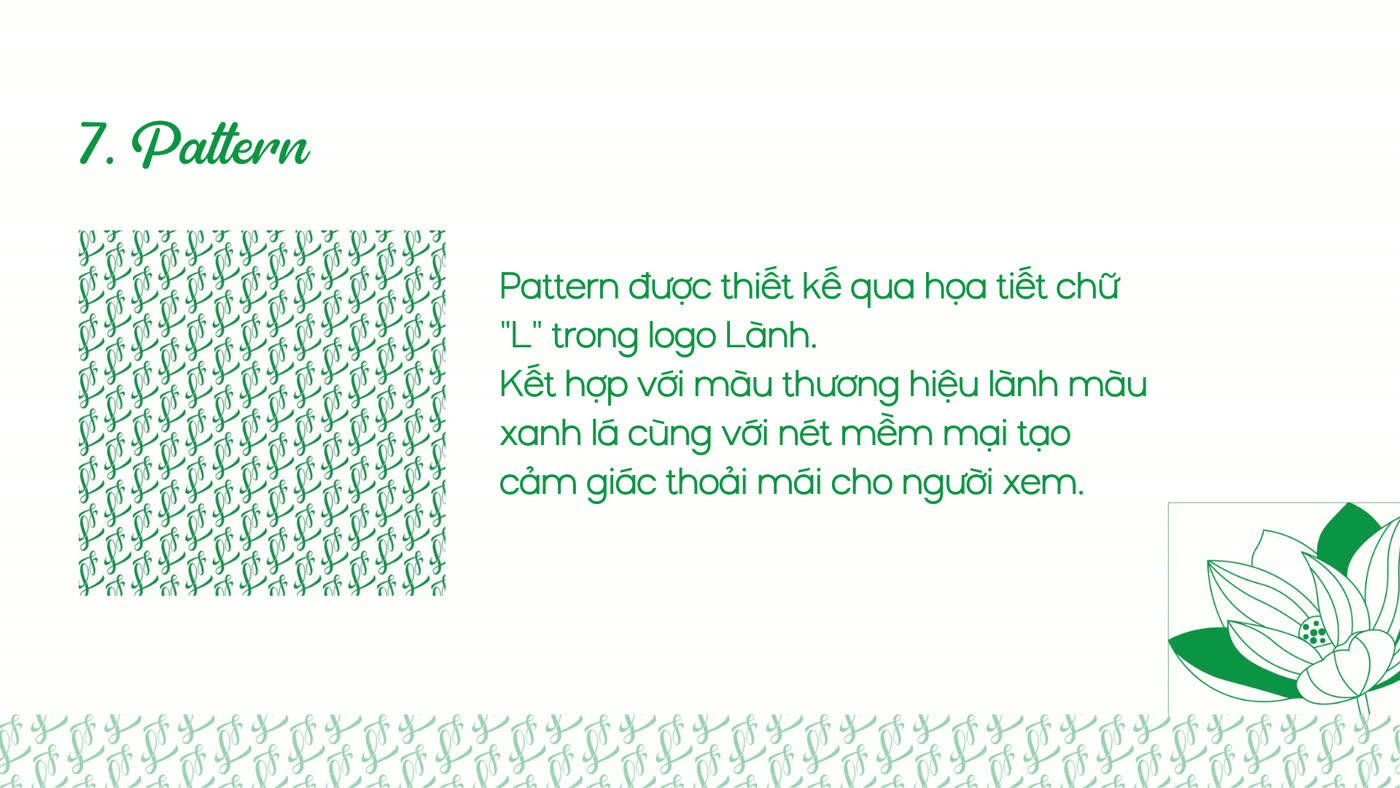 7. Pattern
Pattern được thiết kế qua họa tiết chữ
"L" trong logo Lành.
Kết hợp với màu thương hiệu lành màu
xanh lá cùng với nét mềm mại tạo
cảm giác thoải mái cho người xem.